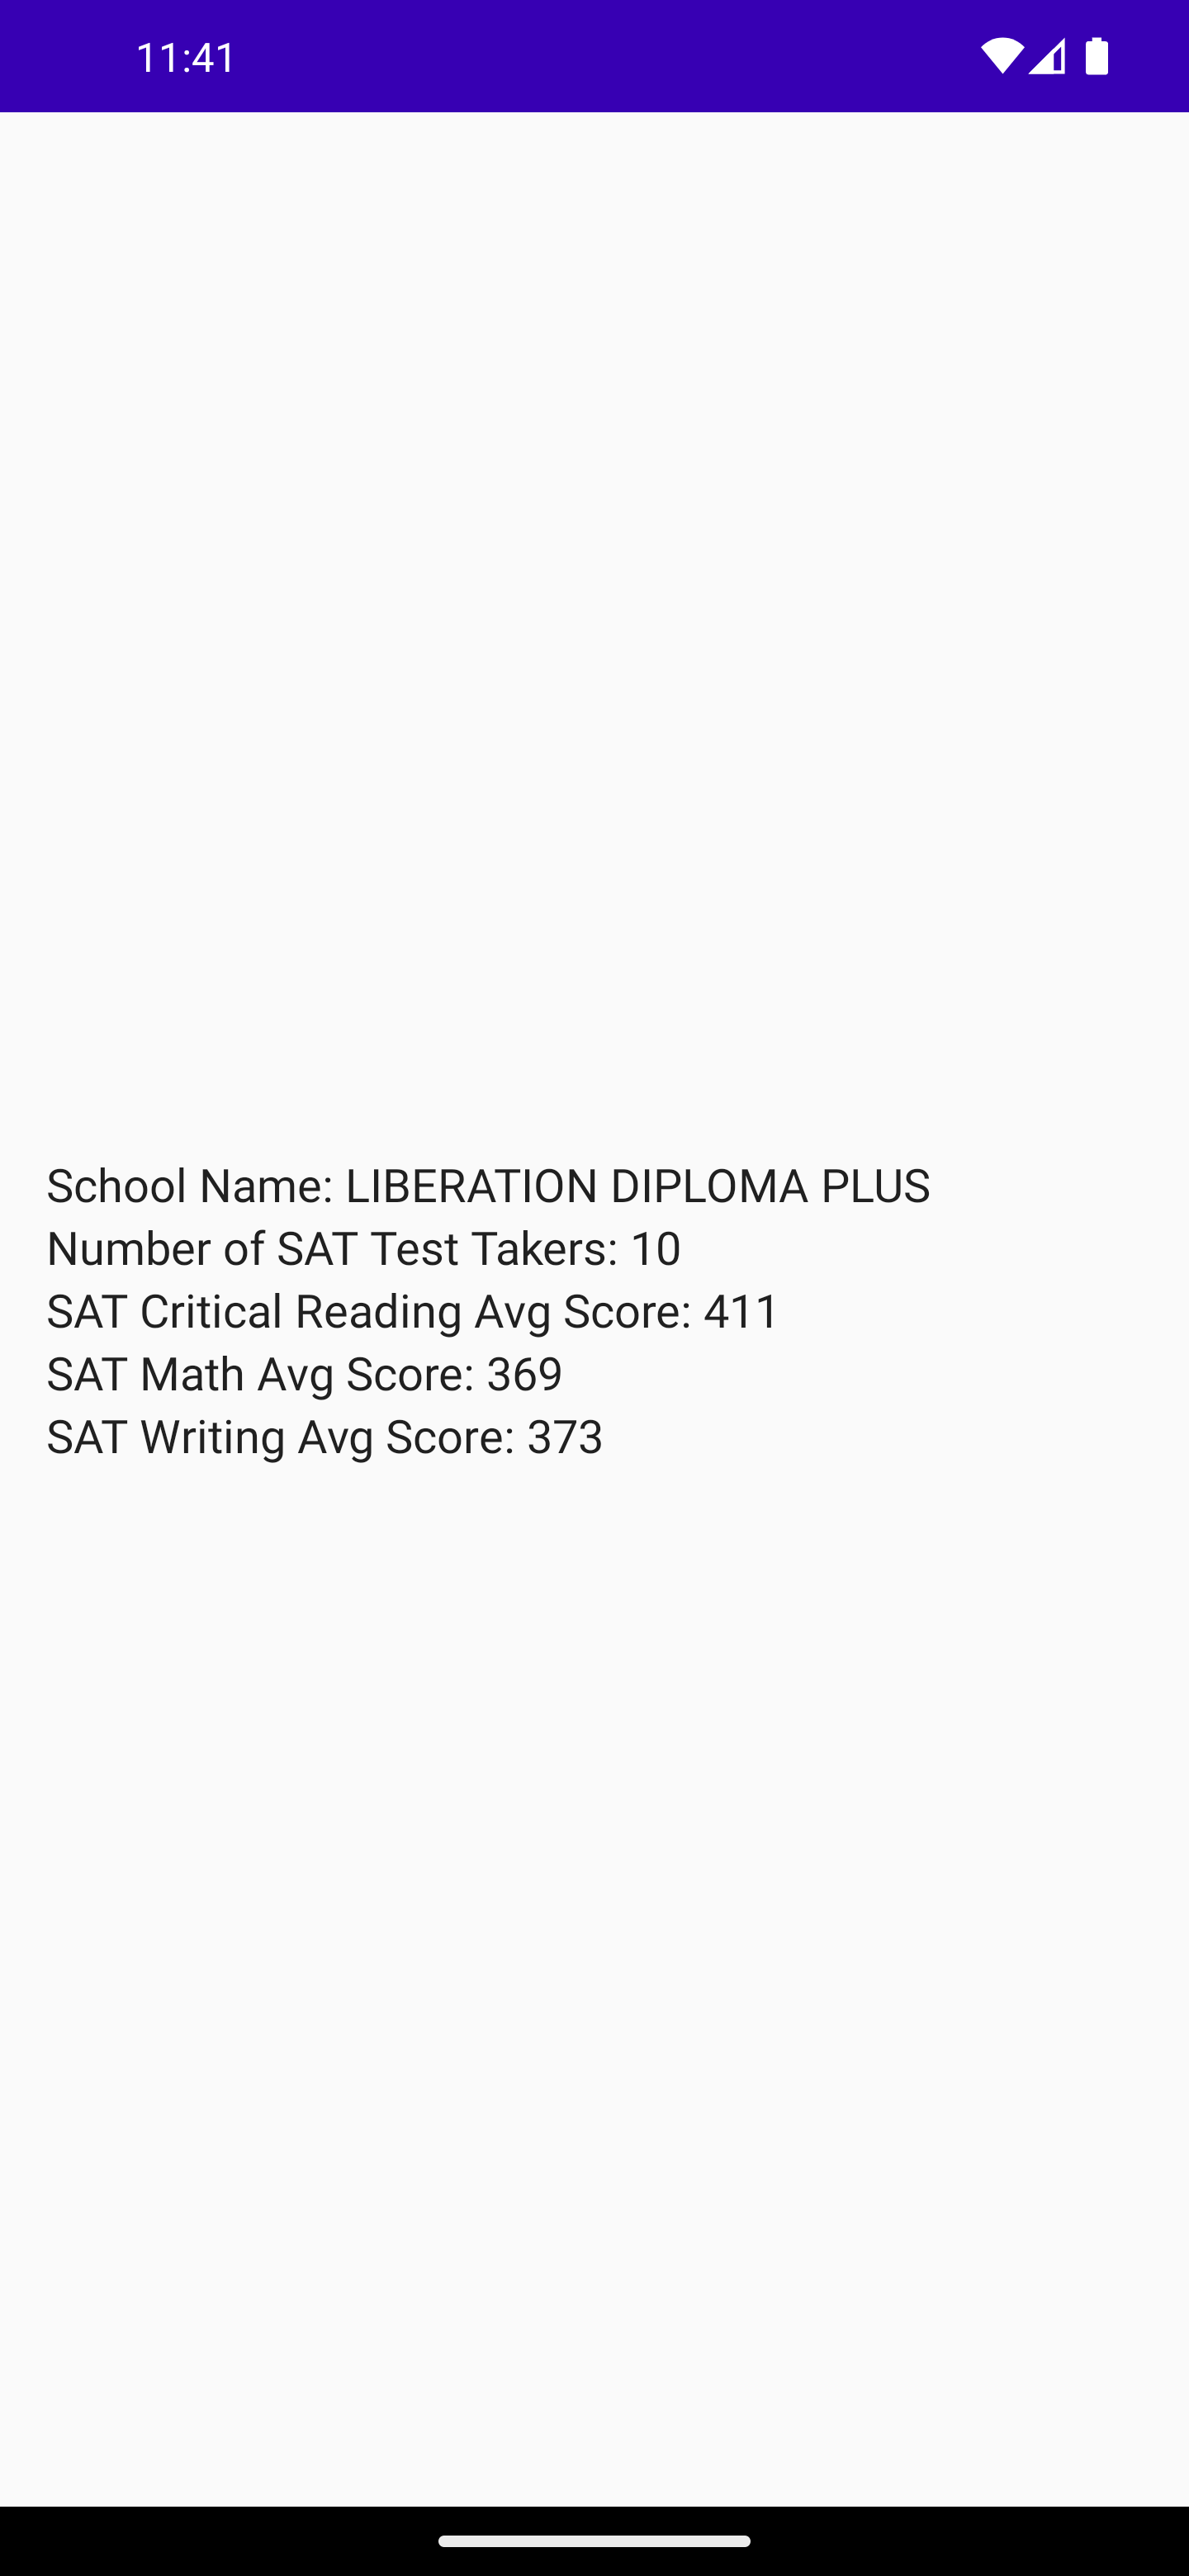 11:41
School Name: LIBERATION DIPLOMA PLUS
Number of SAT Test Takers: 10
SAT Critical Reading Avg Score: 411
SAT Math Avg Score: 369
SAT Writing Avg Score: 373